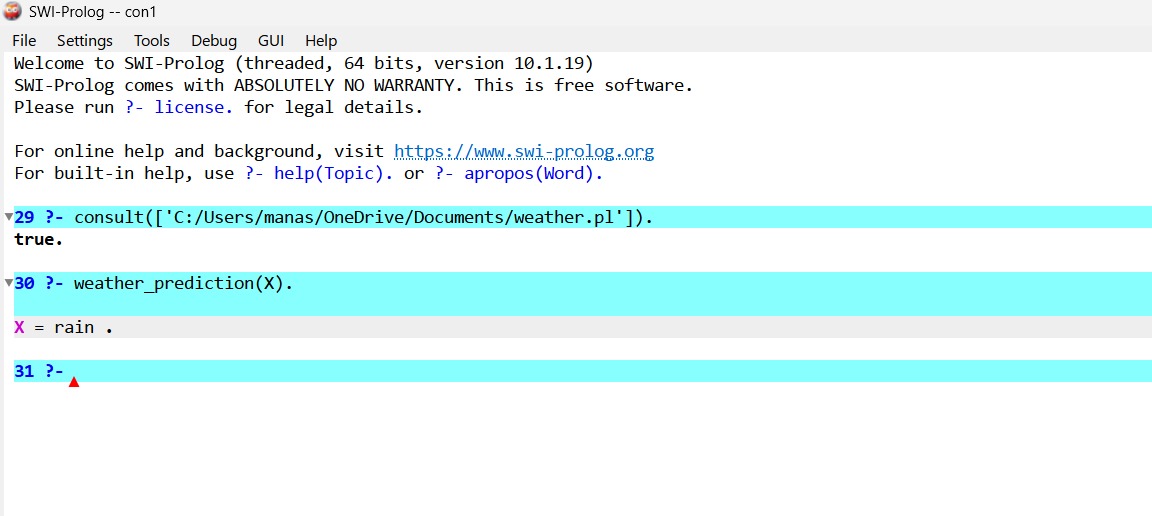 SWI-Prolog -- con1
File Settings Tools Debug GUI Help
Welcome to SWI-Prolog (threaded, 64 bits, version 10.1.19)
SWI-Prolog comes with ABSOLUTELY NO WARRANTY. This is free software.
Please run ?- license. for legal details.
For online help and background, visit https://www.swi-prolog.org
For built-in help, use ?- help(Topic). or ?- apropos(Word).
29 ?- consult(['C:/Users/manas/OneDrive/Documents/weather.pl']).
true.
30 ?- weather_prediction(X).
X = rain .
31 ?-